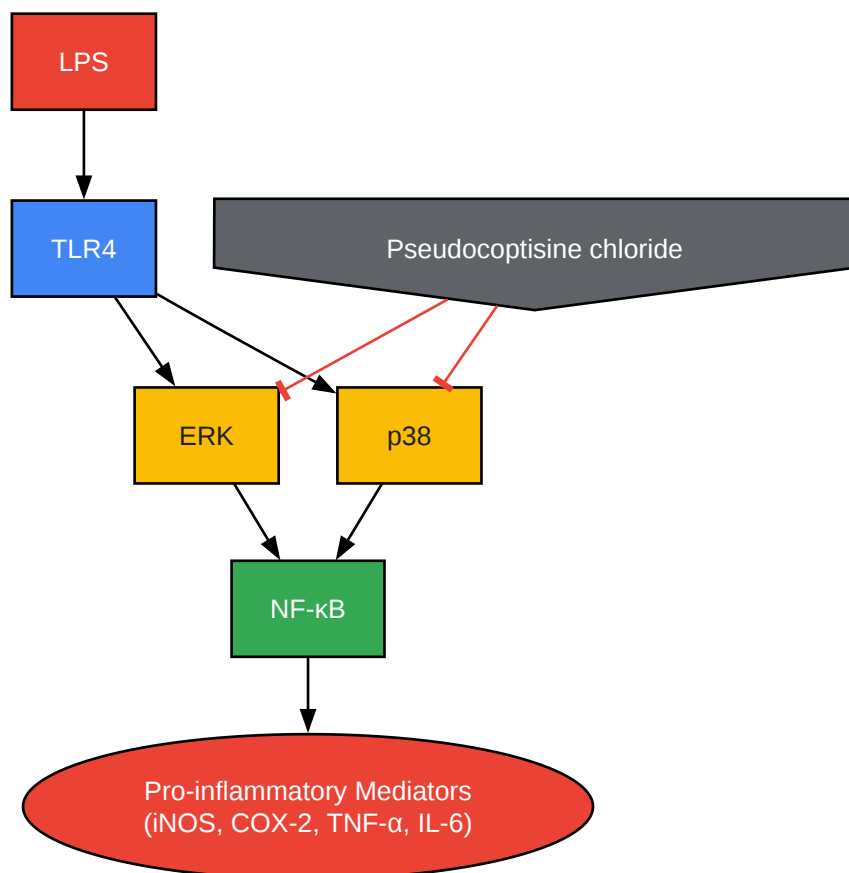 LPS
TLR4
Pseudocoptisine chloride
ERK
p38
NF-κB
Pro-inflammatory Mediators
(iNOS, COX-2, TNF-α, IL-6)